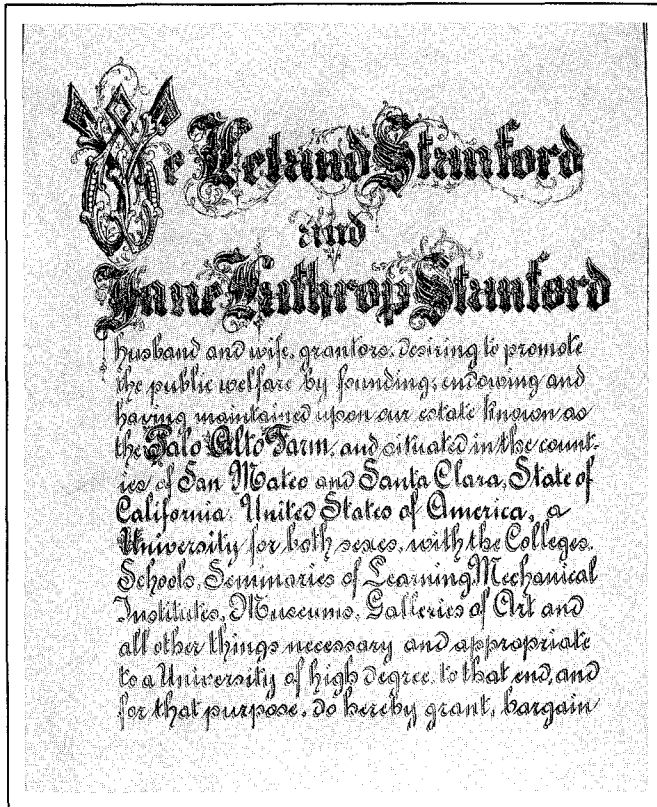 We Leland Stanford
and
Jane Lathrop Stanford
husband and wife, grantors, desiring to promote
the public welfare by founding, endowing and
having maintained upon our estate known as
the Palo Alto Farm, and situated in the count-
ies of San Mateo and Santa Clara, State of
California, United States of America, a
University for both sexes, with the Colleges,
Schools, Seminaries of Learning, Mechanical
Institutes, Museums, Galleries of Art and
all other things necessary and appropriate
to a University of high degree, to that end, and
for that purpose, do hereby grant, bargain